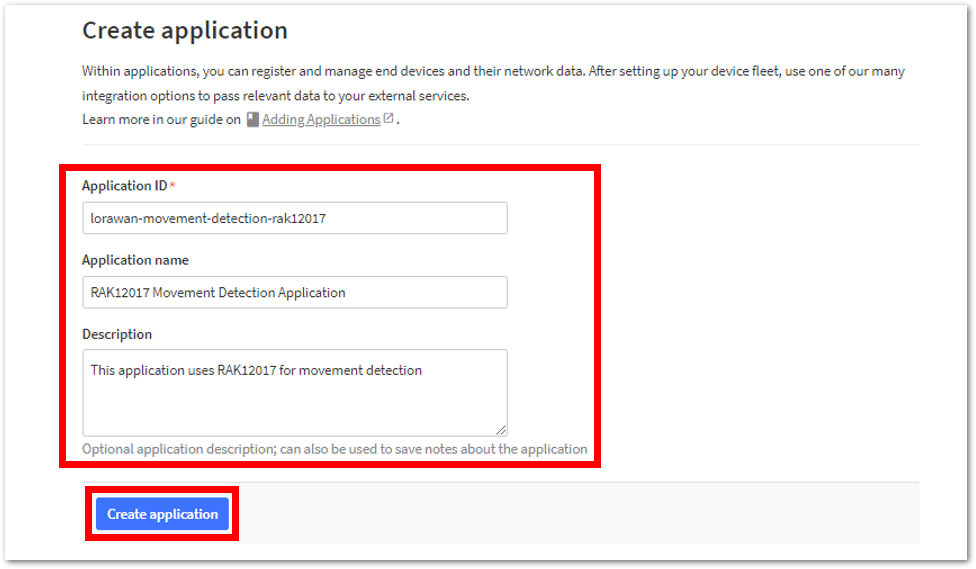 Create application
Within applications, you can register and manage end devices and their network data. After setting up your device fleet, use one of our many
integration options to pass relevant data to your external services.
Learn more in our guide on Adding Applications .
Application ID*
lorawan-movement-detection-rak12017
Application name
RAK12017 Movement Detection Application
Description
This application uses RAK12017 for movement detection
Optional application description; can also be used to save notes about the application
Create application